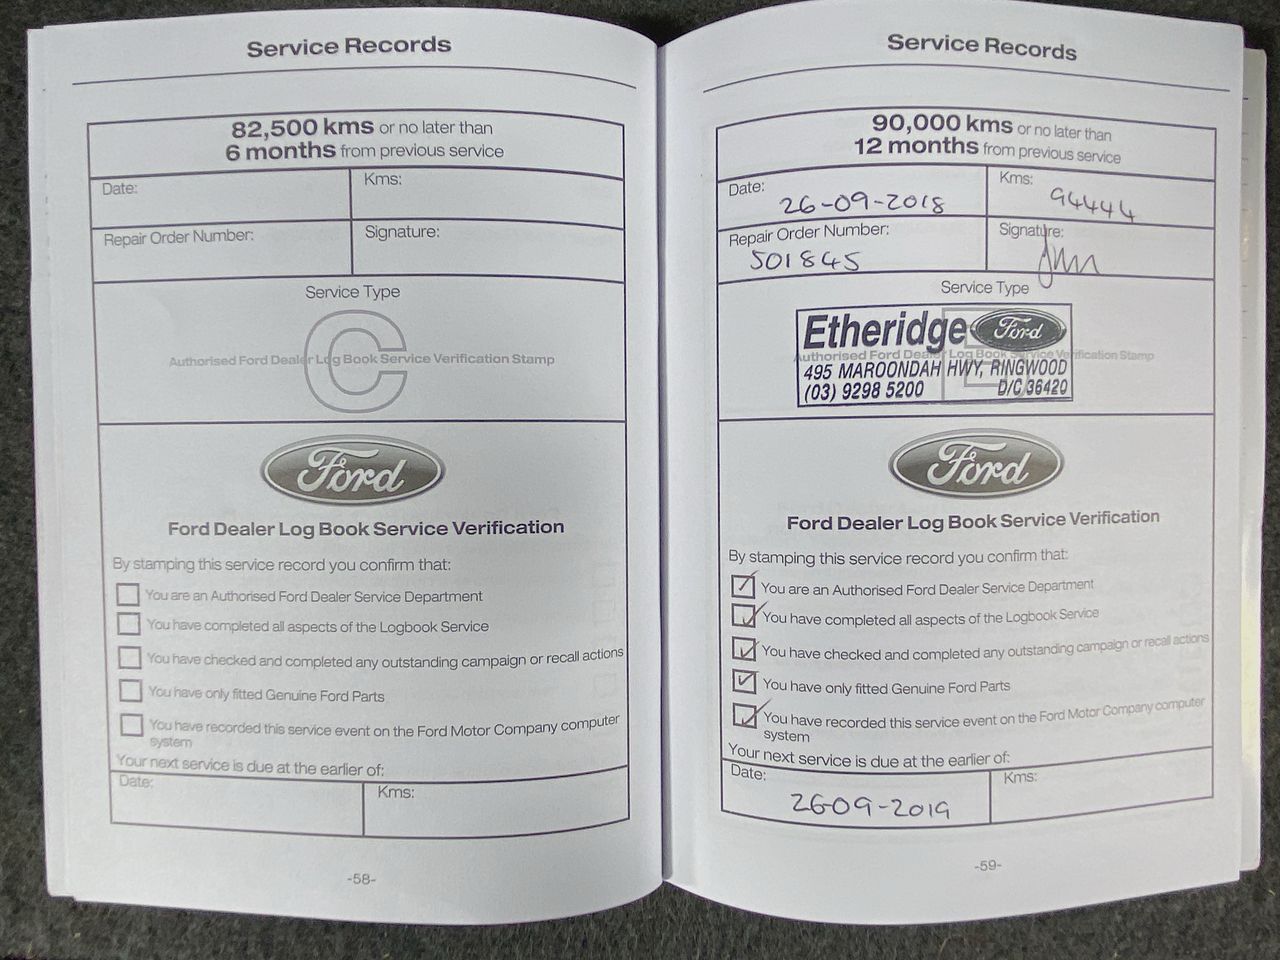 Service Records
82,500 kms or no later than
6 months from previous service
Date:
Kms:
Repair Order Number:
Signature:
Service Type
C
Authorised Ford Dealer Log Book Service Verification Stamp
Ford
Ford Dealer Log Book Service Verification
By stamping this service record you confirm that:
You are an Authorised Ford Dealer Service Department
You have completed all aspects of the Logbook Service
You have checked and completed any outstanding campaign or recall actions
You have only fitted Genuine Ford Parts
You have recorded this service event on the Ford Motor Company computer
system
Your next service is due at the earlier of:
Date:
Kms:
-58-
Service Records
90,000 kms or no later than
12 months from previous service
Date: 26-09-2018
Kms: 94444
Repair Order Number:
501845
Signature:
Service Type
Etheridge Ford
Authorised Ford Dealer Log Book Service Verification Stamp
495 MAROONDAH HWY, RINGWOOD
(03) 9298 5200 D/C 36420
Ford
Ford Dealer Log Book Service Verification
By stamping this service record you confirm that:
You are an Authorised Ford Dealer Service Department
You have completed all aspects of the Logbook Service
You have checked and completed any outstanding campaign or recall actions
You have only fitted Genuine Ford Parts
You have recorded this service event on the Ford Motor Company computer
system
Your next service is due at the earlier of:
Date:
Kms:
26-09-2019
-59-